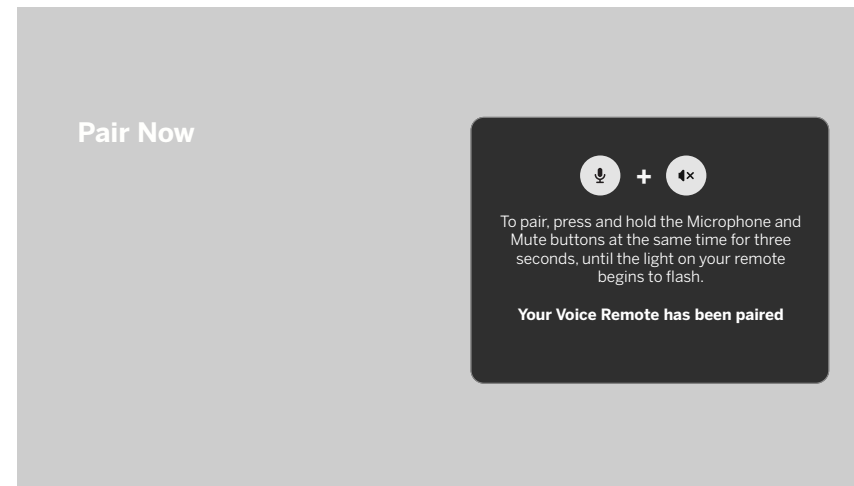 Pair Now
+
To pair, press and hold the Microphone and
Mute buttons at the same time for three
seconds, until the light on your remote
begins to flash.
Your Voice Remote has been paired